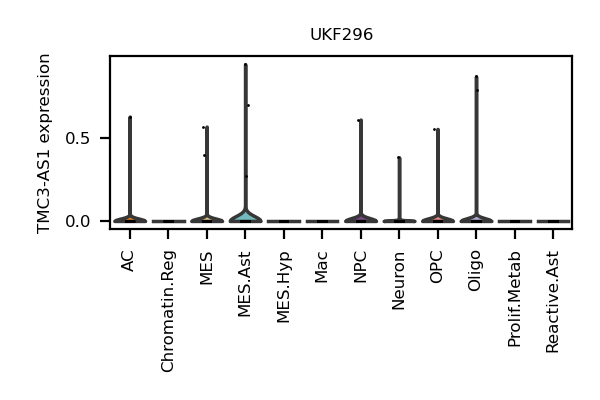 UKF296
TMC3-AS1 expression
0.5
0.0
AC
Chromatin.Reg
MES
MES.Ast
MES.Hyp
Mac
NPC
Neuron
OPC
Oligo
Prolif.Metab
Reactive.Ast